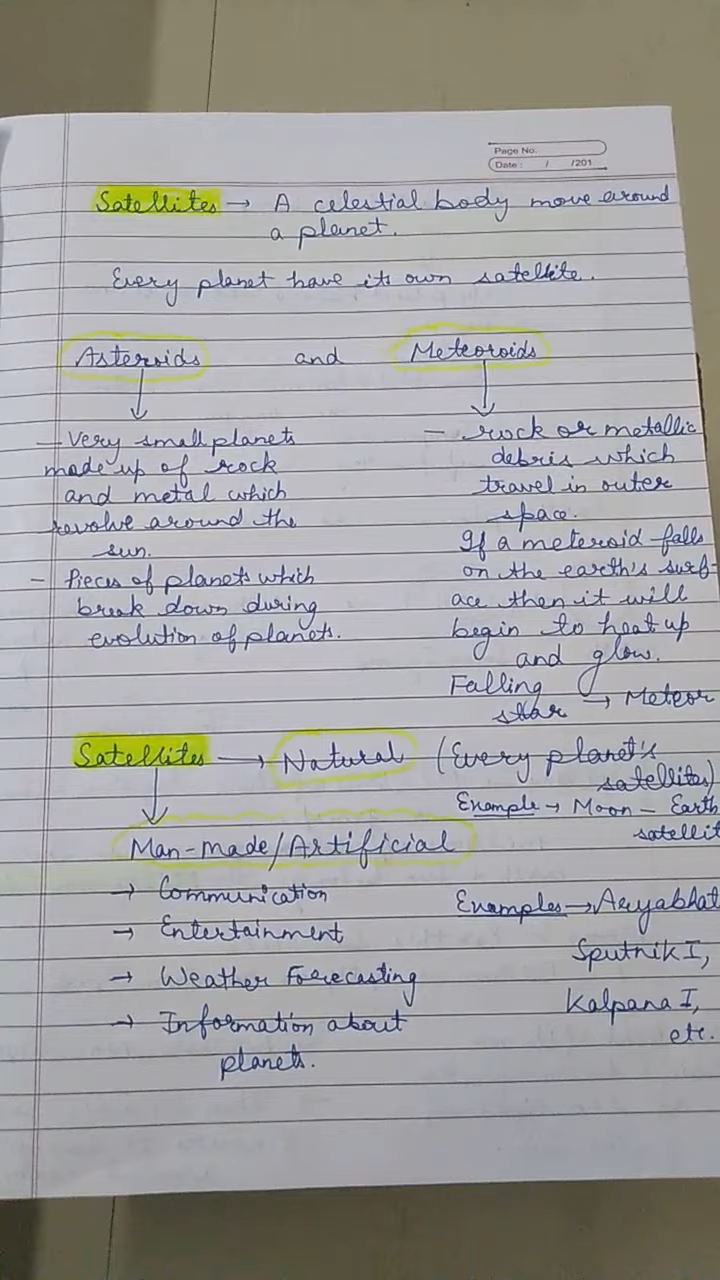 Page No.
Date : / /201
Satellites → A celestial body move around
a planet.
Every planet have its own satellite.
Asteroids and Meteoroids
- Very small planets
made up of rock
and metal which
revolve around the
sun.
- Pieces of planets which
break down during
evolution of planets.
- rock or metallic
debris which
travel in outer
space.
If a meteroid falls
on the earth's surf-
ace then it will
begin to heat up
and glow.
Falling
star → Meteor
Satellites → Natural (Every planet's
satellites)
Example → Moon - Earth
satellit
Man-made/Artificial
→ Communication
→ Entertainment
→ Weather Forecasting
→ Information about
planets.
Examples → Aryabhat
Sputnik I,
Kalpana I,
etc.